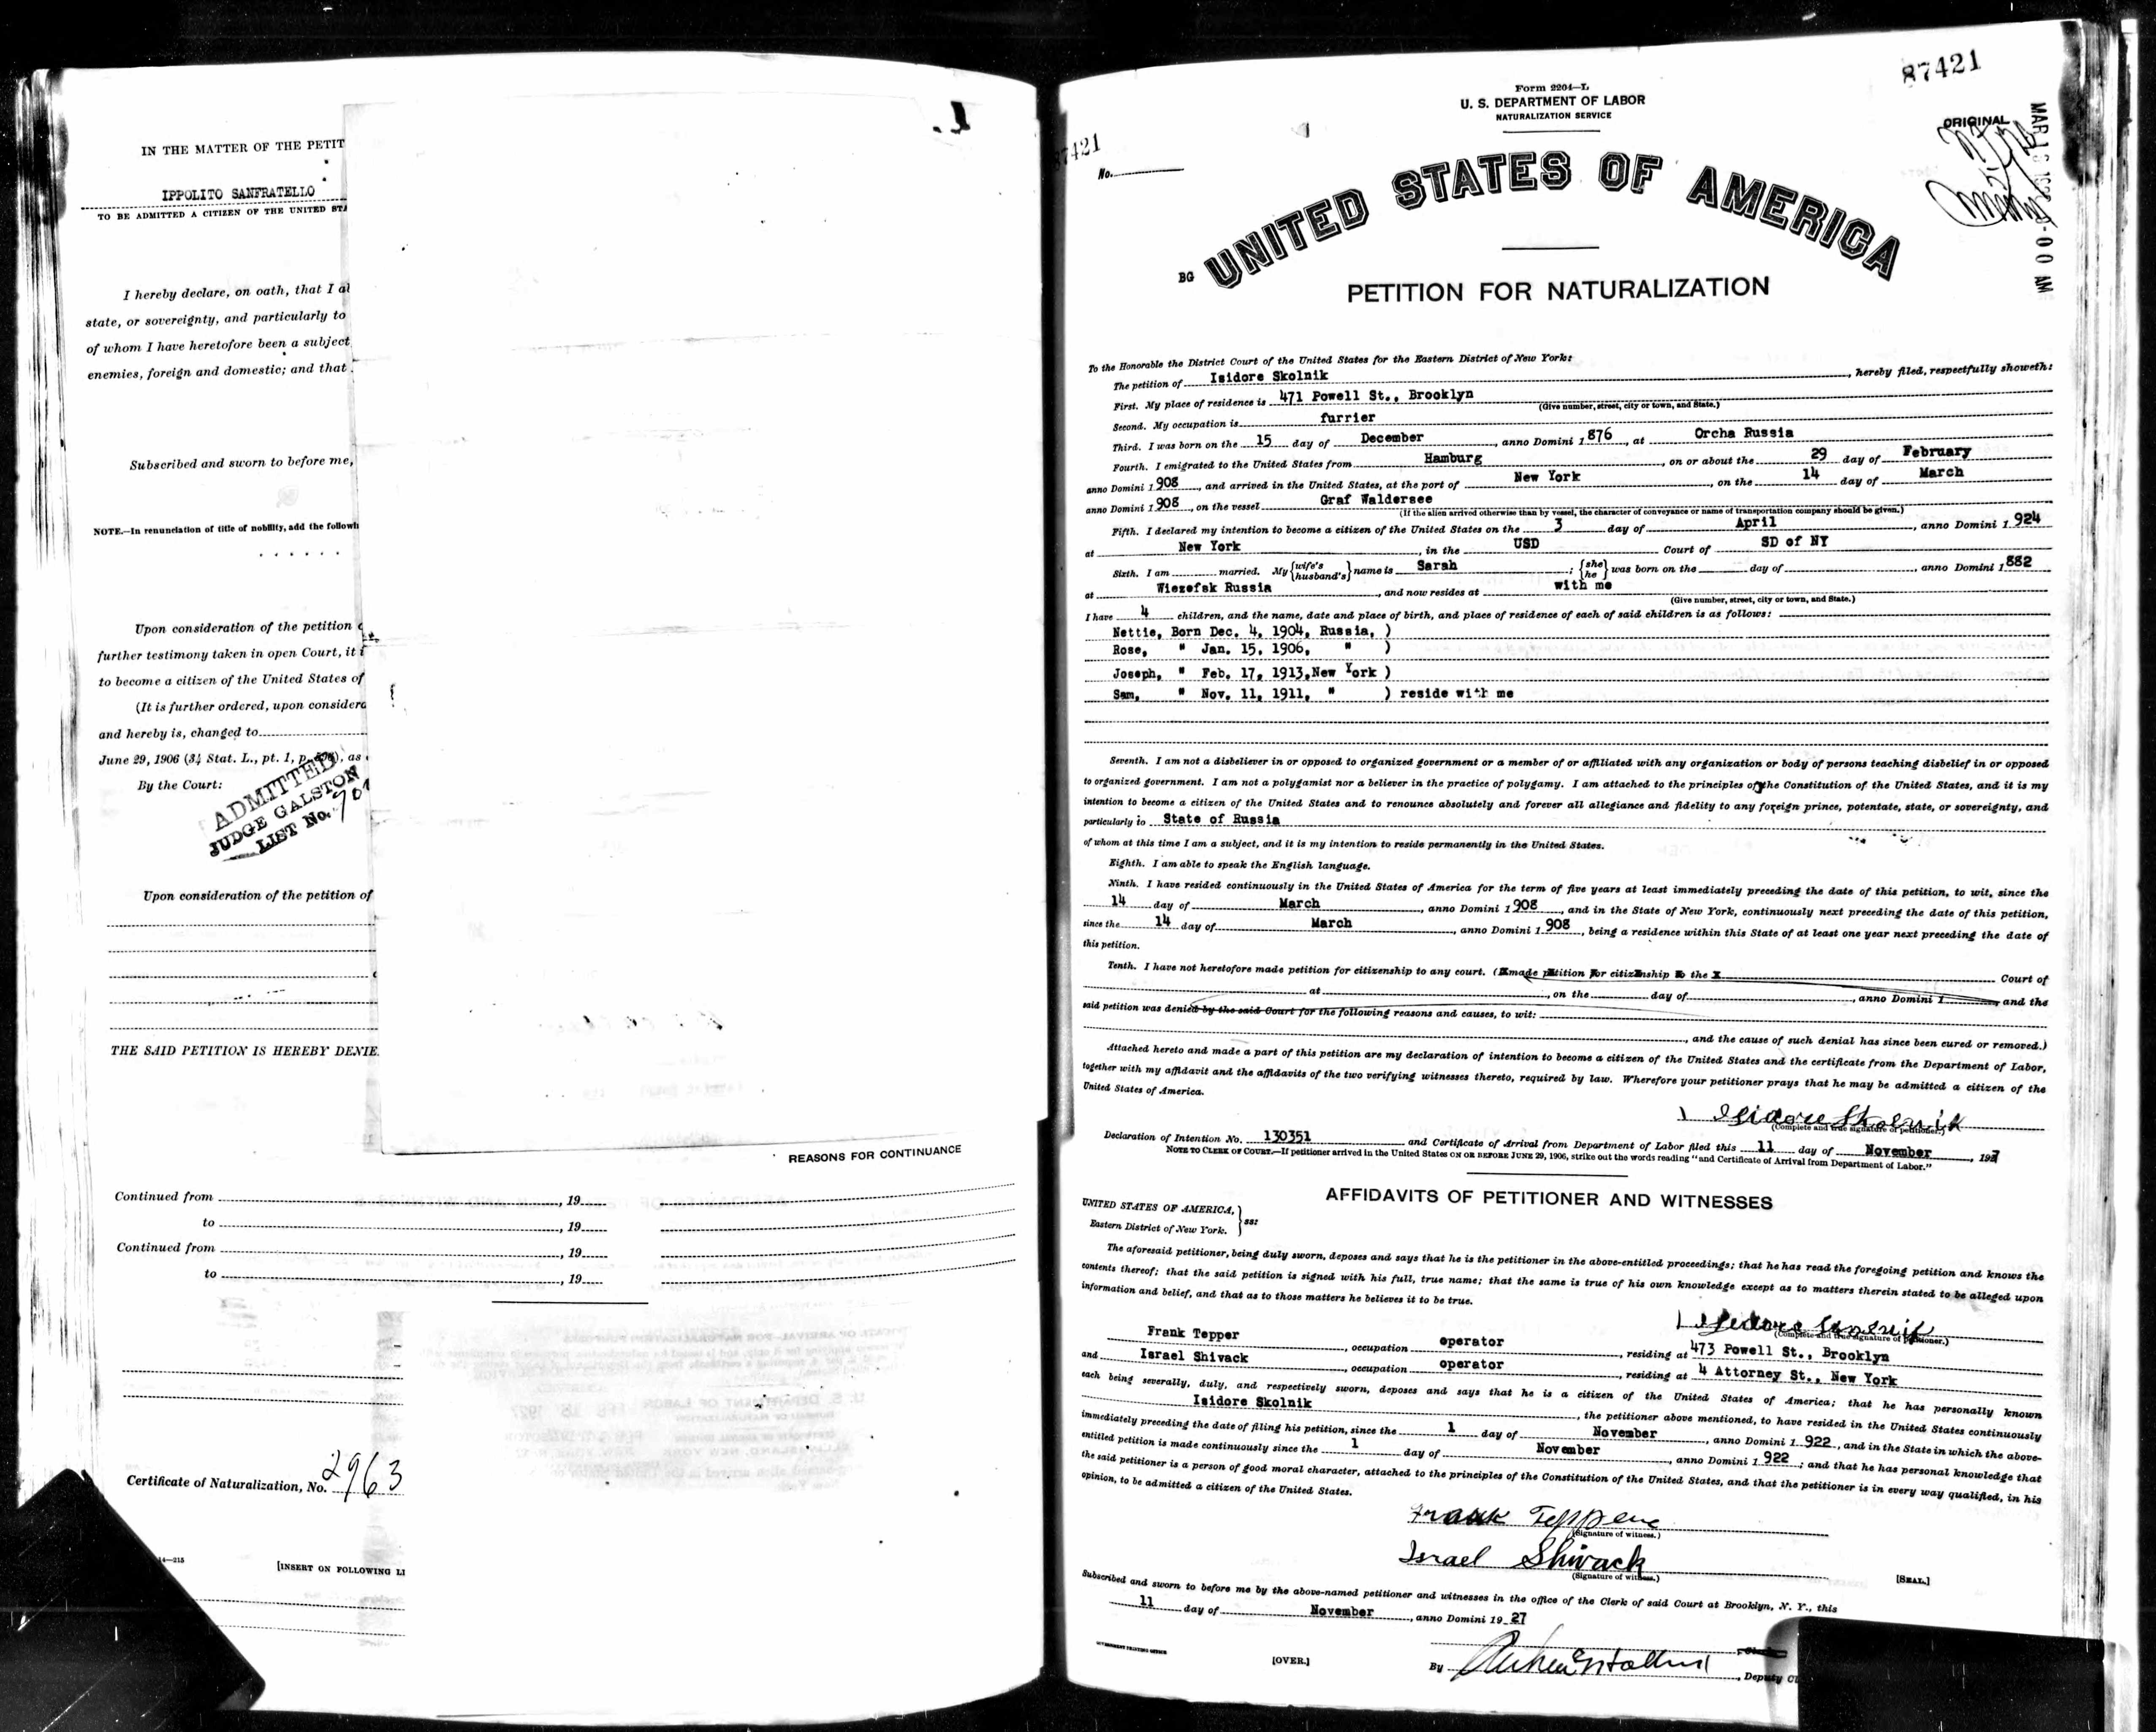 IN THE MATTER OF THE PETIT
IPPOLITO SANFRATELLO
TO BE ADMITTED A CITIZEN OF THE UNITED STA
I hereby declare, on oath, that I a
state, or sovereignty, and particularly to
of whom I have heretofore been a subject
enemies, foreign and domestic; and that
Subscribed and sworn to before me,
NOTE.—In renunciation of title of nobility, add the followi
Upon consideration of the petition
further testimony taken in open Court, it i
to become a citizen of the United States of
(It is further ordered, upon considera
and hereby is, changed to
June 29, 1906 (34 Stat. L., pt. 1, p. ), as
By the Court:
ADMITTED
JUDGE GALSTON
LIST No.
Upon consideration of the petition of
THE SAID PETITION IS HEREBY DENIE
REASONS FOR CONTINUANCE
Continued from , 19
to , 19
Continued from , 19
to , 19
U. S. DEPARTMENT OF LABOR FEB 18 1927
Certificate of Naturalization, No. 2963
14—215
[INSERT ON FOLLOWING LI
87421
Form 2204—L
U. S. DEPARTMENT OF LABOR
NATURALIZATION SERVICE
ORIGINAL
7421
No.
UNITED STATES OF AMERICA
BG
PETITION FOR NATURALIZATION
To the Honorable the District Court of the United States for the Eastern District of New York:
The petition of Isidore Skolnik , hereby filed, respectfully showeth:
First. My place of residence is 471 Powell St., Brooklyn
(Give number, street, city or town, and State.)
Second. My occupation is furrier
Third. I was born on the 15 day of December , anno Domini 1 876 , at Orcha Russia
Fourth. I emigrated to the United States from Hamburg , on or about the 29 day of February
anno Domini 1 908 , and arrived in the United States, at the port of New York , on the 14 day of March
anno Domini 1 908 , on the vessel Graf Waldersee
(If the alien arrived otherwise than by vessel, the character of conveyance or name of transportation company should be given.)
Fifth. I declared my intention to become a citizen of the United States on the 3 day of April , anno Domini 1 924
at New York , in the USD Court of SD of NY
Sixth. I am married. My {wife's husband's} name is Sarah ; {she he} was born on the day of , anno Domini 1 882
at Wiezefsk Russia , and now resides at with me
(Give number, street, city or town, and State.)
I have 4 children, and the name, date and place of birth, and place of residence of each of said children is as follows:
Nettie, Born Dec. 4, 1904, Russia, )
Rose, " Jan. 15, 1906, " )
Joseph, " Feb. 17, 1913, New York )
Sam, " Nov. 11, 1911, " ) reside with me
Seventh. I am not a disbeliever in or opposed to organized government or a member of or affiliated with any organization or body of persons teaching disbelief in or opposed
to organized government. I am not a polygamist nor a believer in the practice of polygamy. I am attached to the principles of the Constitution of the United States, and it is my
intention to become a citizen of the United States and to renounce absolutely and forever all allegiance and fidelity to any foreign prince, potentate, state, or sovereignty, and
particularly to State of Russia
of whom at this time I am a subject, and it is my intention to reside permanently in the United States.
Eighth. I am able to speak the English language.
Ninth. I have resided continuously in the United States of America for the term of five years at least immediately preceding the date of this petition, to wit, since the
14 day of March , anno Domini 1 908 , and in the State of New York, continuously next preceding the date of this petition,
since the 14 day of March , anno Domini 1 908 , being a residence within this State of at least one year next preceding the date of
this petition.
Tenth. I have not heretofore made petition for citizenship to any court. (I made petition for citizenship to the Court of
at , on the day of , anno Domini 1 and the
said petition was denied by the said Court for the following reasons and causes, to wit:
, and the cause of such denial has since been cured or removed.)
Attached hereto and made a part of this petition are my declaration of intention to become a citizen of the United States and the certificate from the Department of Labor,
together with my affidavit and the affidavits of the two verifying witnesses thereto, required by law. Wherefore your petitioner prays that he may be admitted a citizen of the
United States of America.
Isidore Skolnik
(Complete and true signature of petitioner.)
Declaration of Intention No. 130351 and Certificate of Arrival from Department of Labor filed this 11 day of November , 1927
NOTE TO CLERK OF COURT.—If petitioner arrived in the United States ON OR BEFORE JUNE 29, 1906, strike out the words reading "and Certificate of Arrival from Department of Labor."
AFFIDAVITS OF PETITIONER AND WITNESSES
UNITED STATES OF AMERICA,
Eastern District of New York. } ss:
The aforesaid petitioner, being duly sworn, deposes and says that he is the petitioner in the above-entitled proceedings; that he has read the foregoing petition and knows the
contents thereof; that the said petition is signed with his full, true name; that the same is true of his own knowledge except as to matters therein stated to be alleged upon
information and belief, and that as to those matters he believes it to be true.
Isidore Skolnik
(Complete and true signature of petitioner.)
Frank Tepper , occupation operator , residing at 473 Powell St., Brooklyn
and Israel Shivack , occupation operator , residing at 4 Attorney St., New York
each being severally, duly, and respectively sworn, deposes and says that he is a citizen of the United States of America; that he has personally known
Isidore Skolnik , the petitioner above mentioned, to have resided in the United States continuously
immediately preceding the date of filing his petition, since the 1 day of November , anno Domini 1 922 , and in the State in which the above-
entitled petition is made continuously since the 1 day of November , anno Domini 1 922 ; and that he has personal knowledge that
the said petitioner is a person of good moral character, attached to the principles of the Constitution of the United States, and that the petitioner is in every way qualified, in his
opinion, to be admitted a citizen of the United States.
Frank Tepper
(Signature of witness.)
Israel Shivack
(Signature of witness.)
[SEAL.]
Subscribed and sworn to before me by the above-named petitioner and witnesses in the office of the Clerk of said Court at Brooklyn, N. Y., this
11 day of November , anno Domini 19 27
GOVERNMENT PRINTING OFFICE
[OVER.]
By , Deputy Cl